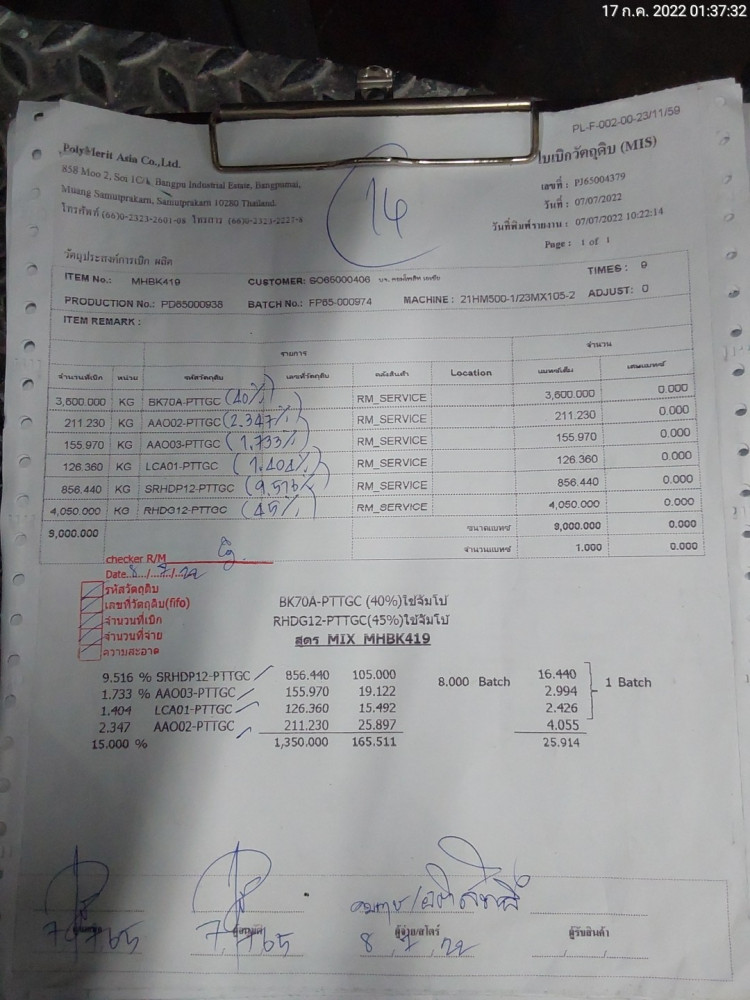 17 ก.ค. 2022 01:37:32
PL-F-002-00-23/11/59
PolyMerit Asia Co.,Ltd.
ใบเบิกวัตถุดิบ (MIS)
858 Moo 2, Soi 1C/1, Bangpu Industrial Estate, Bangpumai,
Muang Samutprakarn, Samutprakarn 10280 Thailand.
โทรศัพท์ (66)0-2323-2601-08 โทรสาร (66)0-2323-2227-8
14
เลขที่ : PJ65004379
วันที่ : 07/07/2022
วันที่พิมพ์รายงาน : 07/07/2022 10:22:14
Page : 1 of 1
วัตถุประสงค์การเบิก ผลิต
ITEM No.: MHBK419 CUSTOMER: SO65000406 TIMES : 9
PRODUCTION No.: PD65000938 BATCH No.: FP65-000974 MACHINE : 21HM500-1/23MX105-2 ADJUST: 0
ITEM REMARK :
รายการ จำนวน
จำนวนที่เบิก หน่วย รหัสวัตถุดิบ เลขที่วัตถุดิบ คลังสินค้า Location แบทช์เต็ม เศษแบทช์
3,600.000 KG BK70A-PTTGC (40%) RM_SERVICE 3,600.000 0.000
211.230 KG AAO02-PTTGC (2.347%) RM_SERVICE 211.230 0.000
155.970 KG AAO03-PTTGC (1.733%) RM_SERVICE 155.970 0.000
126.360 KG LCA01-PTTGC (1.404%) RM_SERVICE 126.360 0.000
856.440 KG SRHDP12-PTTGC (9.516%) RM_SERVICE 856.440 0.000
4,050.000 KG RHDG12-PTTGC (45%) RM_SERVICE 4,050.000 0.000
9,000.000 ขนาดแบทช์ 9,000.000 0.000
จำนวนแบทช์ 1.000 0.000
checker R/M
Date 8/7/22
รหัสวัตถุดิบ
เลขที่วัตถุดิบ(fifo)
จำนวนที่เบิก
จำนวนที่จ่าย
ความสะอาด
BK70A-PTTGC (40%)ใช้จัมโบ้
RHDG12-PTTGC(45%)ใช้จัมโบ้
สูตร MIX MHBK419
9.516 % SRHDP12-PTTGC 856.440 105.000 8.000 Batch 16.440
1.733 % AAO03-PTTGC 155.970 19.122 2.994 1 Batch
1.404 LCA01-PTTGC 126.360 15.492 2.426
2.347 AAO02-PTTGC 211.230 25.897 4.055
15.000 % 1,350.000 165.511 25.914
7/7/65 7/7/65 8/7/22
ผู้อนุมัติ ผู้จ่าย/สโตร์ ผู้รับสินค้า